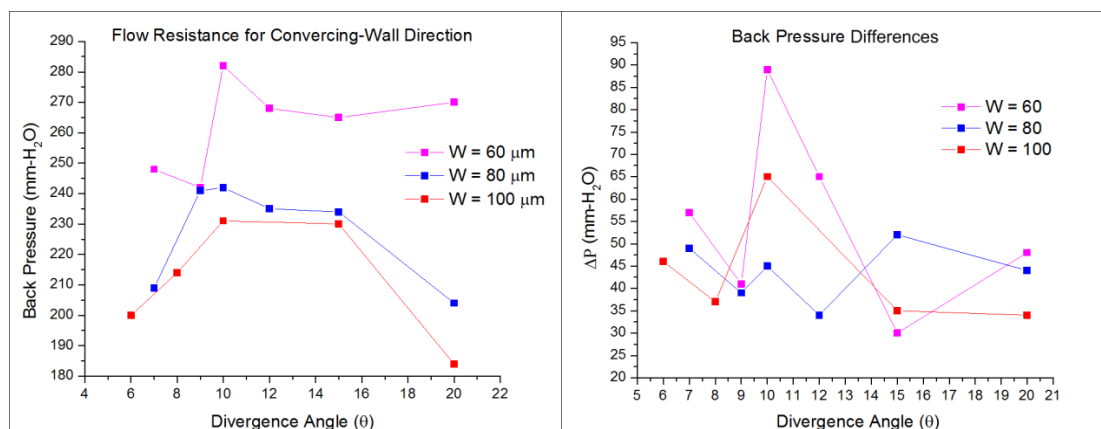 Flow Resistance for Convercing-Wall Direction
Back Pressure (mm-H₂O)
290
280
270
260
250
240
230
220
210
200
190
180
W = 60 μm
W = 80 μm
W = 100 μm
4 6 8 10 12 14 16 18 20 22
Divergence Angle (θ)
Back Pressure Differences
ΔP (mm-H₂O)
95
90
85
80
75
70
65
60
55
50
45
40
35
30
25
20
W = 60
W = 80
W = 100
5 6 7 8 9 10 11 12 13 14 15 16 17 18 19 20 21
Divergence Angle (θ)